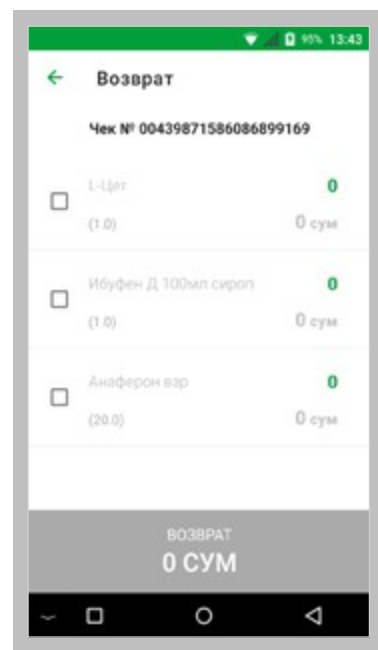 95% 13:43
Возврат
Чек № 00439871586086899169
L-Цет 0
(1.0) 0 сум
Ибуфен Д 100мл сироп 0
(1.0) 0 сум
Анаферон взр 0
(20.0) 0 сум
ВОЗВРАТ
0 СУМ